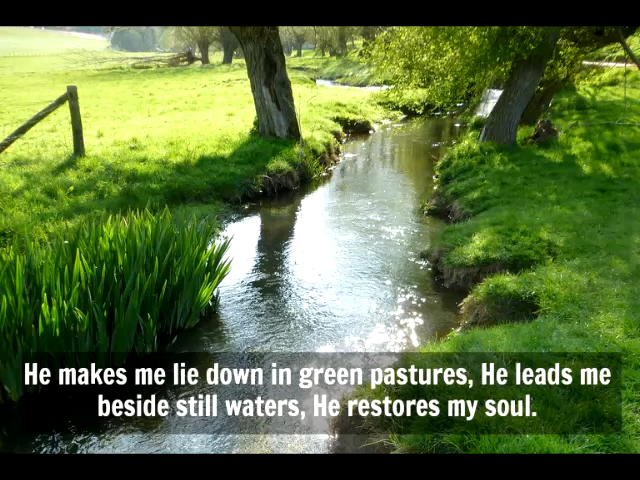 He makes me lie down in green pastures, He leads me
beside still waters, He restores my soul.